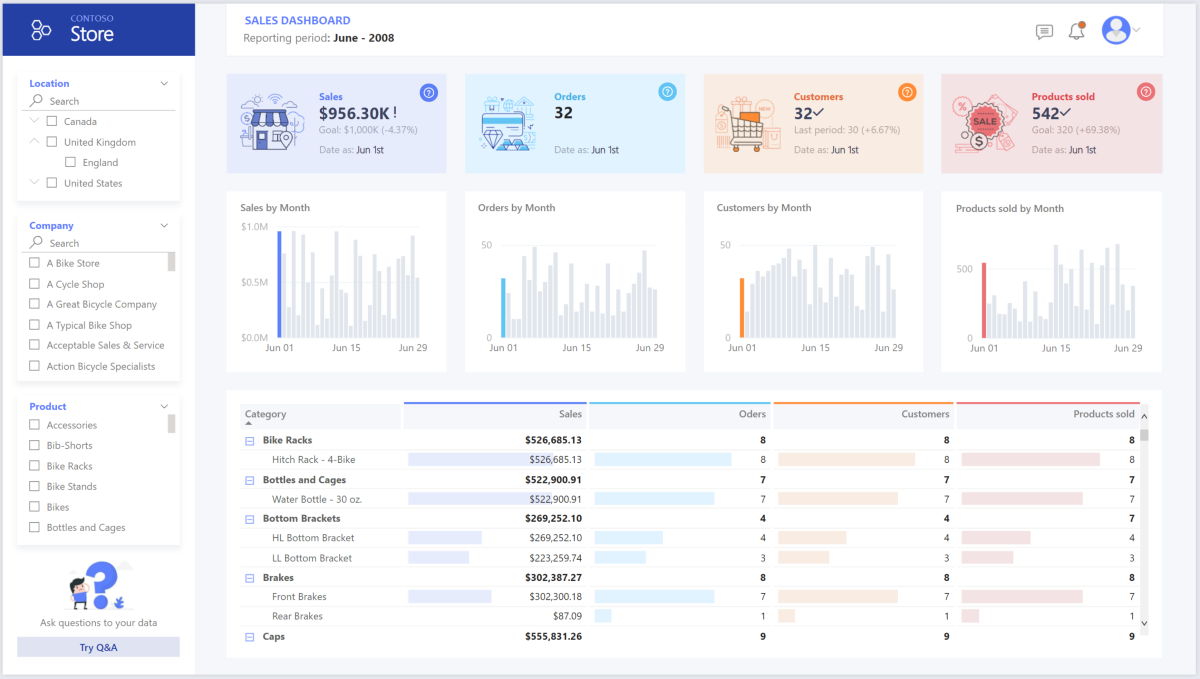 CONTOSO
Store
SALES DASHBOARD
Reporting period: June - 2008
Location
Search
Canada
United Kingdom
England
United States
Company
Search
A Bike Store
A Cycle Shop
A Great Bicycle Company
A Typical Bike Shop
Acceptable Sales & Service
Action Bicycle Specialists
Product
Accessories
Bib-Shorts
Bike Racks
Bike Stands
Bikes
Bottles and Cages
Ask questions to your data
Try Q&A
Sales
$956.30K !
Goal: $1,000K (-4.37%)
Date as: Jun 1st
Orders
32
Date as: Jun 1st
NEW
Customers
32✓
Last period: 30 (+6.67%)
Date as: Jun 1st
SALE
Products sold
542✓
Goal: 320 (+69.38%)
Date as: Jun 1st
Sales by Month
$1.0M
$0.5M
$0.0M
Jun 01 Jun 15 Jun 29
Orders by Month
50
0
Jun 01 Jun 15 Jun 29
Customers by Month
50
0
Jun 01 Jun 15 Jun 29
Products sold by Month
500
0
Jun 01 Jun 15 Jun 29
Category Sales Oders Customers Products sold
Bike Racks $526,685.13 8 8 8
Hitch Rack - 4-Bike $526,685.13 8 8 8
Bottles and Cages $522,900.91 7 7 7
Water Bottle - 30 oz. $522,900.91 7 7 7
Bottom Brackets $269,252.10 4 4 7
HL Bottom Bracket $269,252.10 4 4 4
LL Bottom Bracket $223,259.74 3 3 3
Brakes $302,387.27 8 8 8
Front Brakes $302,300.18 7 7 7
Rear Brakes $87.09 1 1 1
Caps $555,831.26 9 9 9